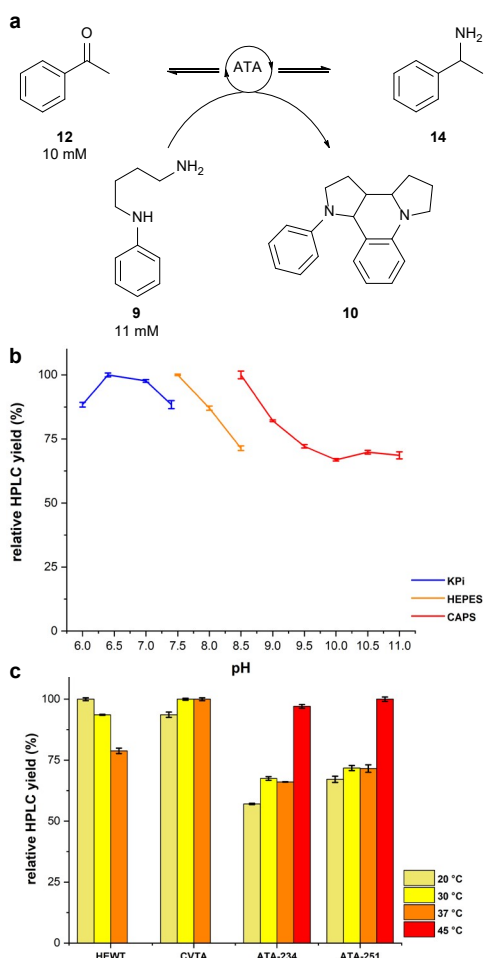 a
O
NH2
ATA
12
10 mM
14
NH2
NH
N
N
9
11 mM
10
b
relative HPLC yield (%)
100
75
50
25
0
KPi
HEPES
CAPS
6.0 6.5 7.0 7.5 8.0 8.5 9.0 9.5 10.0 10.5 11.0
pH
c
relative HPLC yield (%)
100
75
50
25
0
20 °C
30 °C
37 °C
45 °C
HEWT CVTA ATA-234 ATA-251